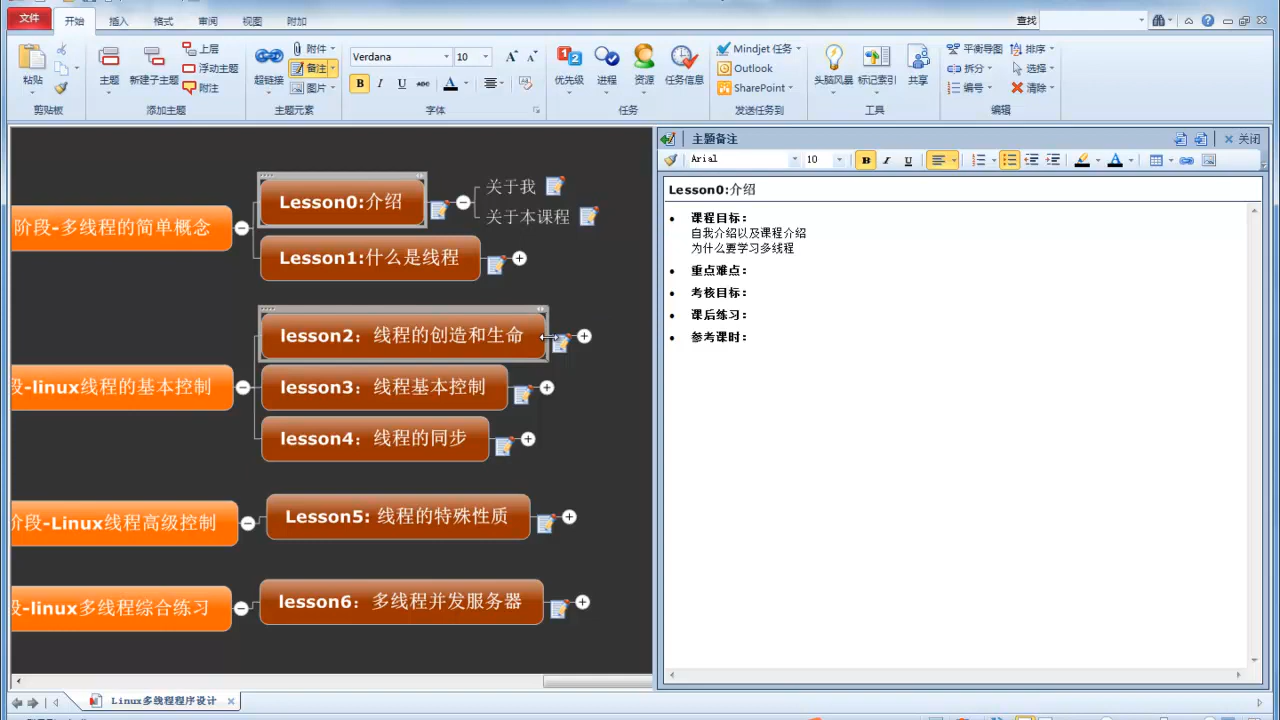 文件 开始 插入 格式 审阅 视图 附加 查找
粘贴
剪贴板
主题
新建子主题
上层
浮动主题
附注
添加主题
超链接
附件
备注
图片
主题元素
Verdana 10
B I U ABC A
字体
优先级
进程
资源
任务信息
任务
Mindjet 任务
Outlook
SharePoint
发送任务到
头脑风暴
标记索引
共享
工具
平衡导图
拆分
编号
排序
选择
清除
编辑
阶段-多线程的简单概念
Lesson0:介绍
关于我
关于本课程
Lesson1:什么是线程
段-linux线程的基本控制
lesson2：线程的创造和生命
lesson3：线程基本控制
lesson4：线程的同步
阶段-Linux线程高级控制
Lesson5: 线程的特殊性质
段-linux多线程综合练习
lesson6：多线程并发服务器
主题备注
关闭
Arial 10
B I U A
Lesson0:介绍
• 课程目标：
自我介绍以及课程介绍
为什么要学习多线程
• 重点难点：
• 考核目标：
• 课后练习：
• 参考课时：
Linux多线程程序设计